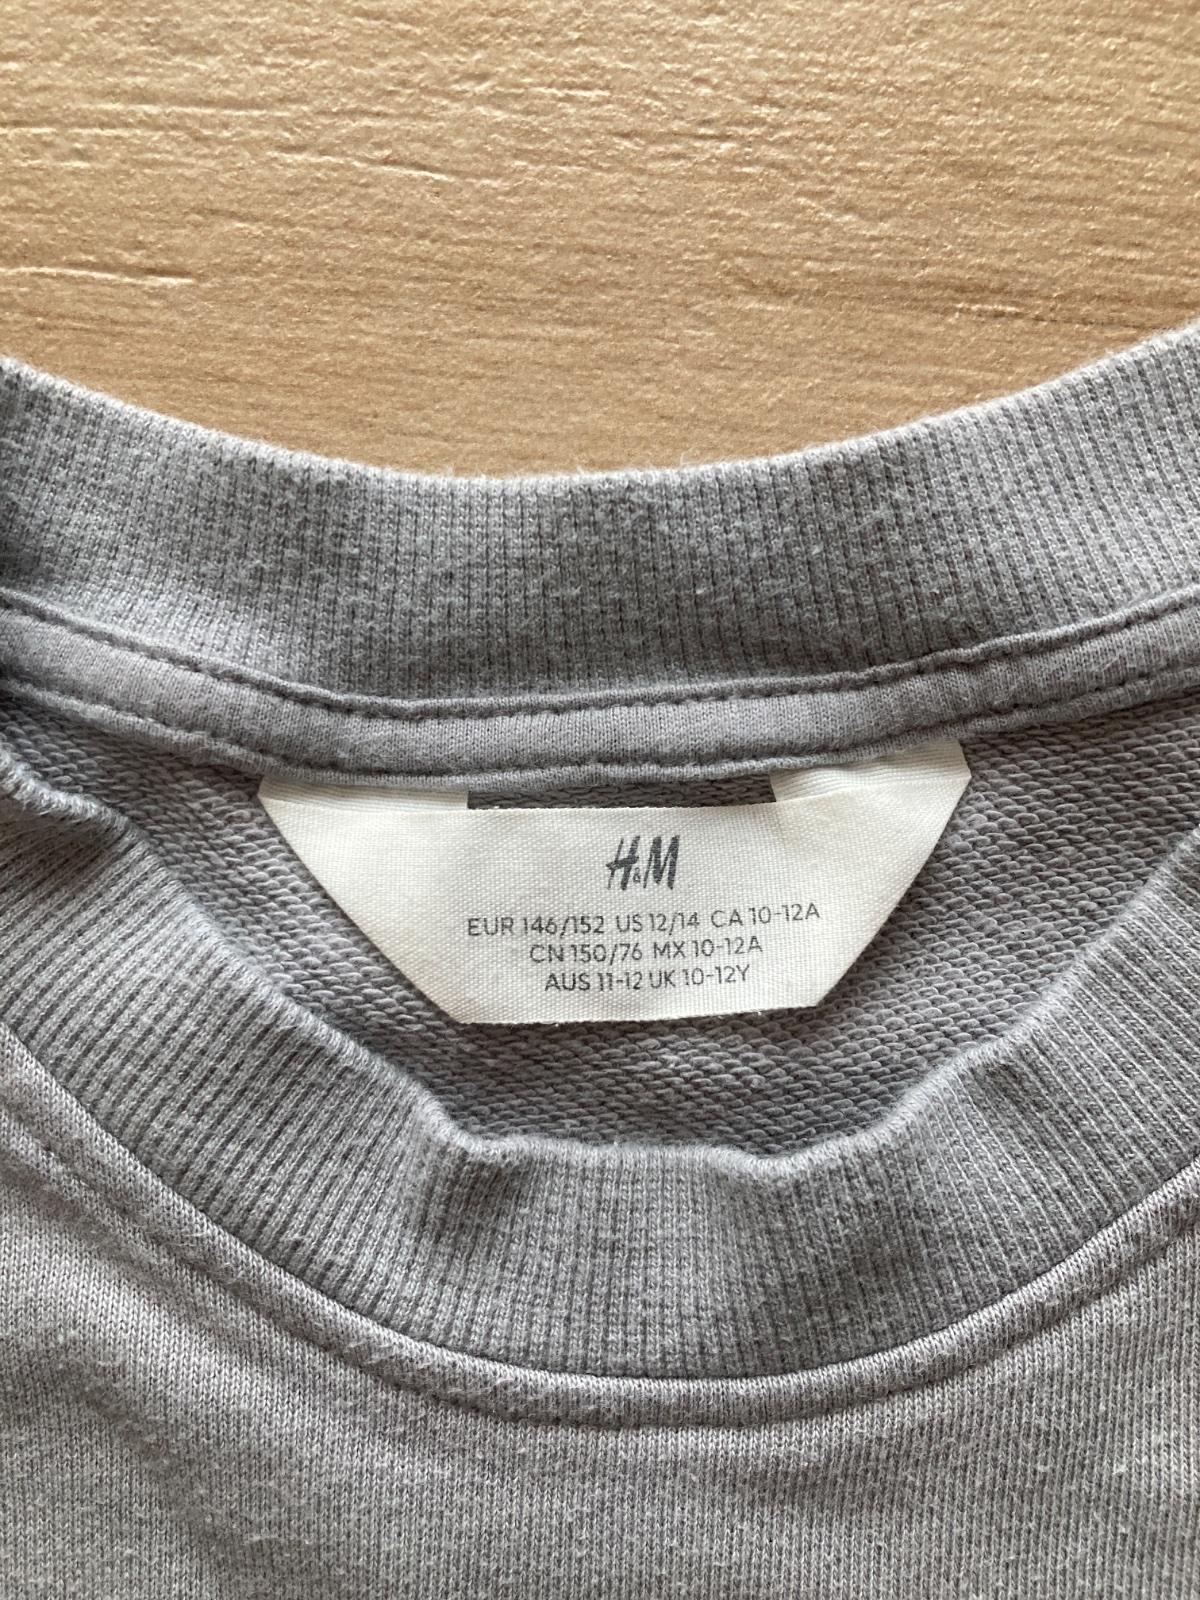 H&M
EUR 146/152 US 12/14 CA 10-12A
CN 150/76 MX 10-12A
AUS 11-12 UK 10-12Y